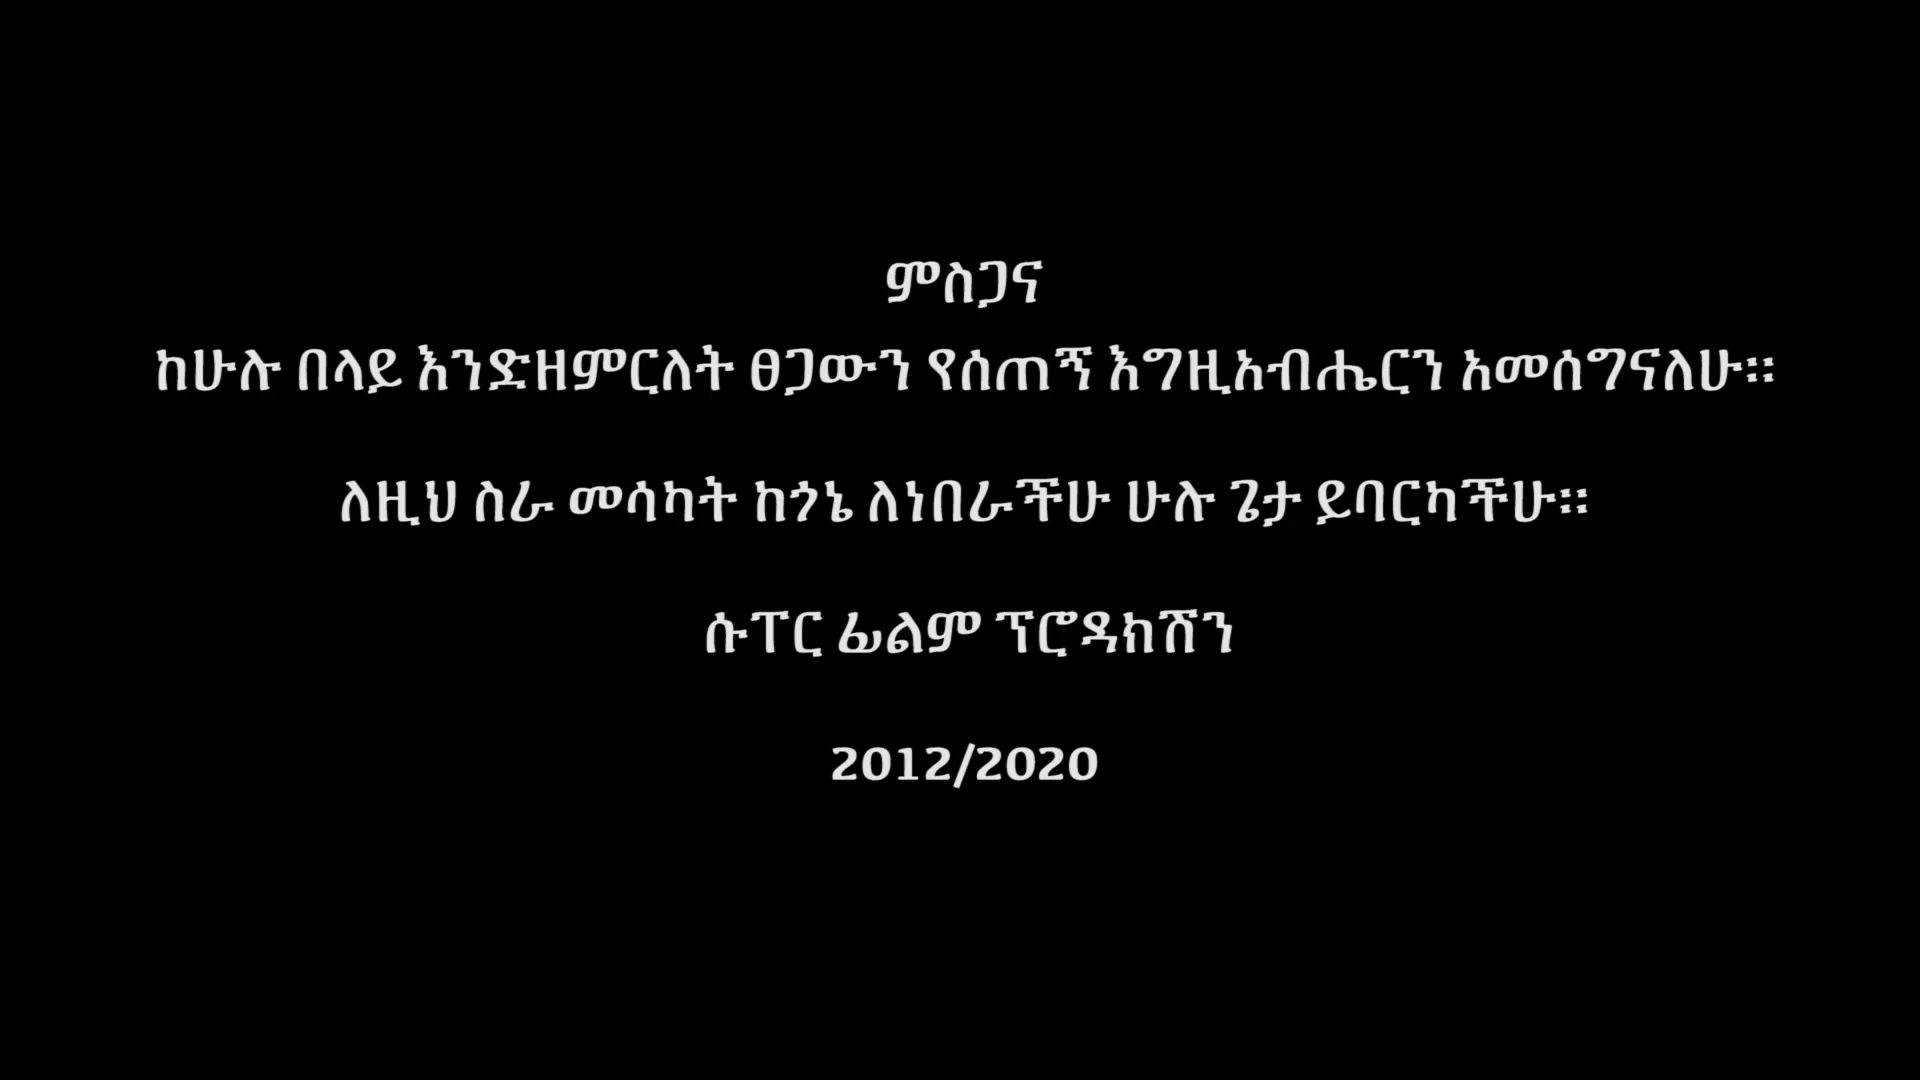 ምስጋና
ከሁሉ በላይ እንድዘምርለት ፀጋውን የሰጠኝ እግዚአብሔርን አመሰግናለሁ።
ለዚህ ስራ መሳካት ከጎኔ ለነበራችሁ ሁሉ ጌታ ይባርካችሁ።
ሱፐር ፊልም ፕሮዳክሽን
2012/2020